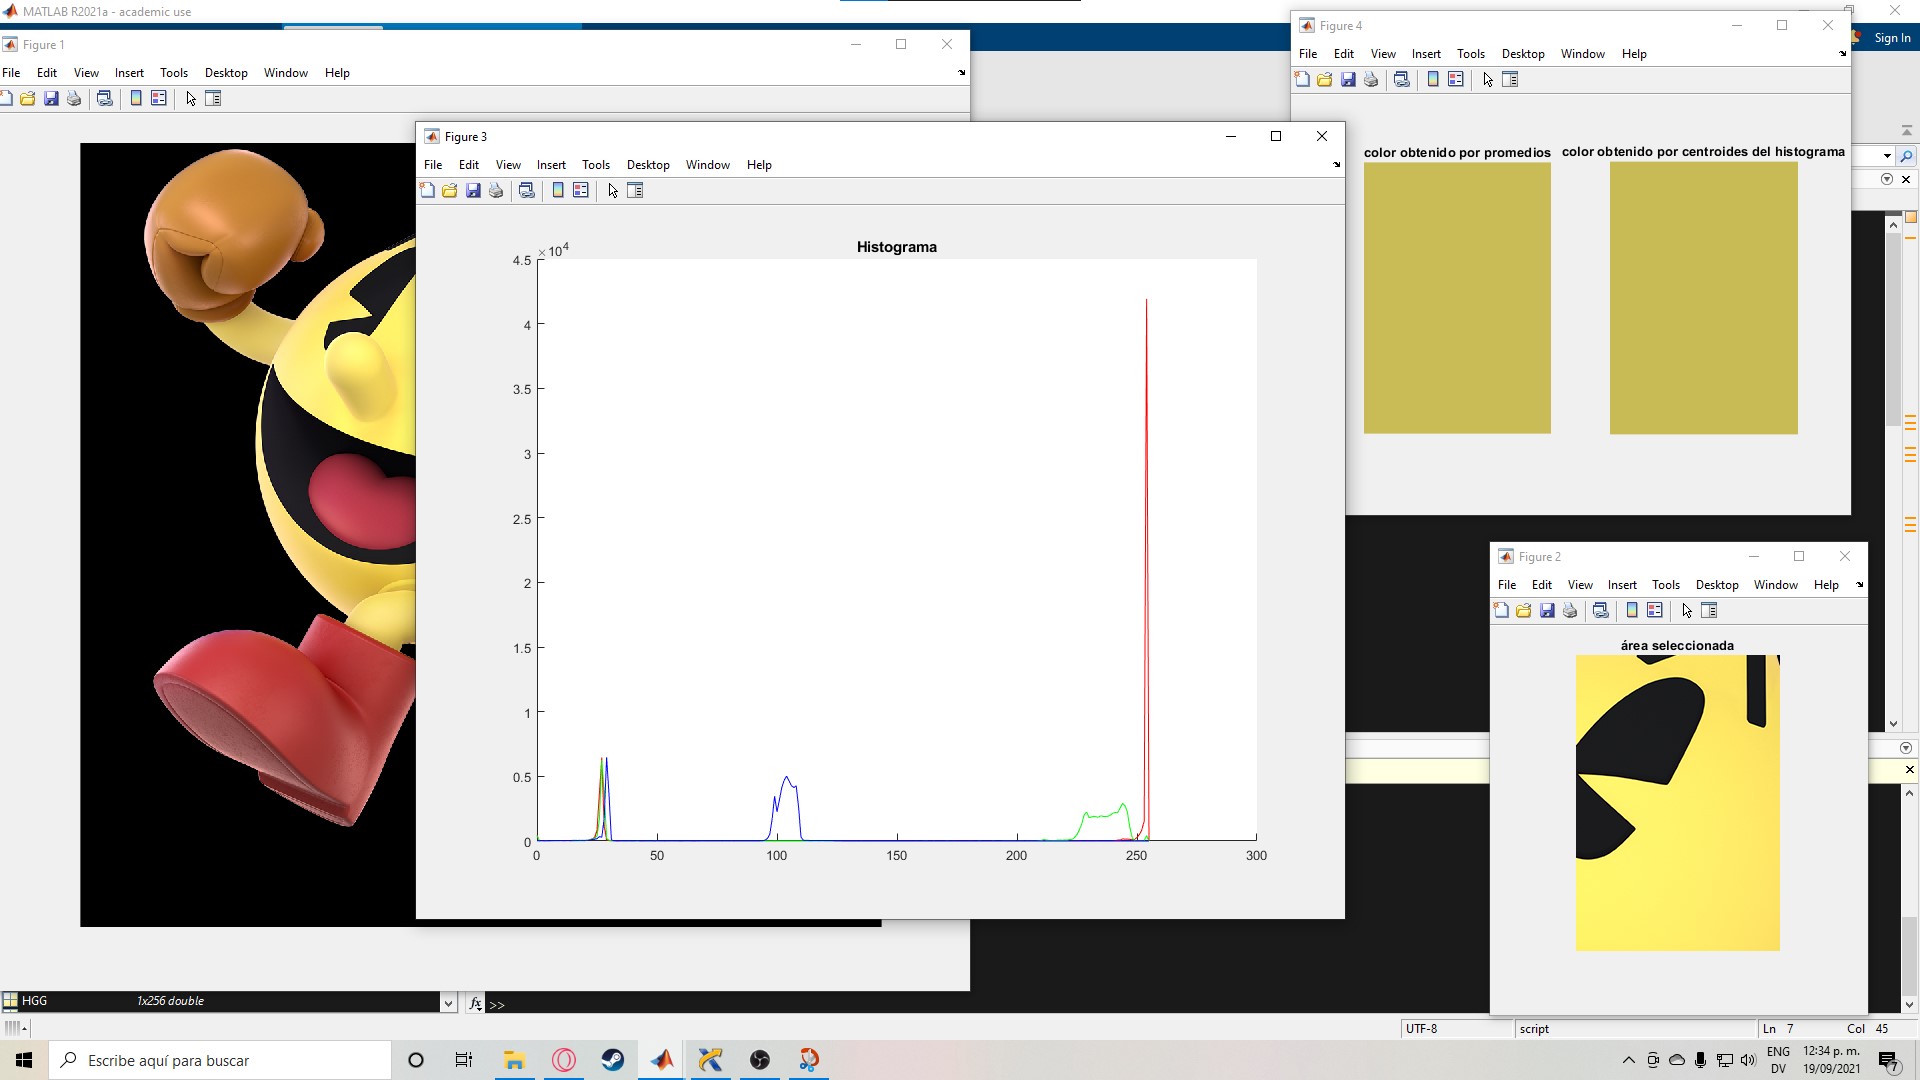 MATLAB R2021a - academic use
Sign In
Figure 1
File Edit View Insert Tools Desktop Window Help
Figure 3
File Edit View Insert Tools Desktop Window Help
Histograma
×10^4
4.5
4
3.5
3
2.5
2
1.5
1
0.5
0
0 50 100 150 200 250 300
Figure 4
File Edit View Insert Tools Desktop Window Help
color obtenido por promedios
color obtenido por centroides del histograma
Figure 2
File Edit View Insert Tools Desktop Window Help
área seleccionada
HGG 1x256 double
fx >>
UTF-8 script Ln 7 Col 45
Escribe aquí para buscar
ENG 12:34 p. m.
DV 19/09/2021
7